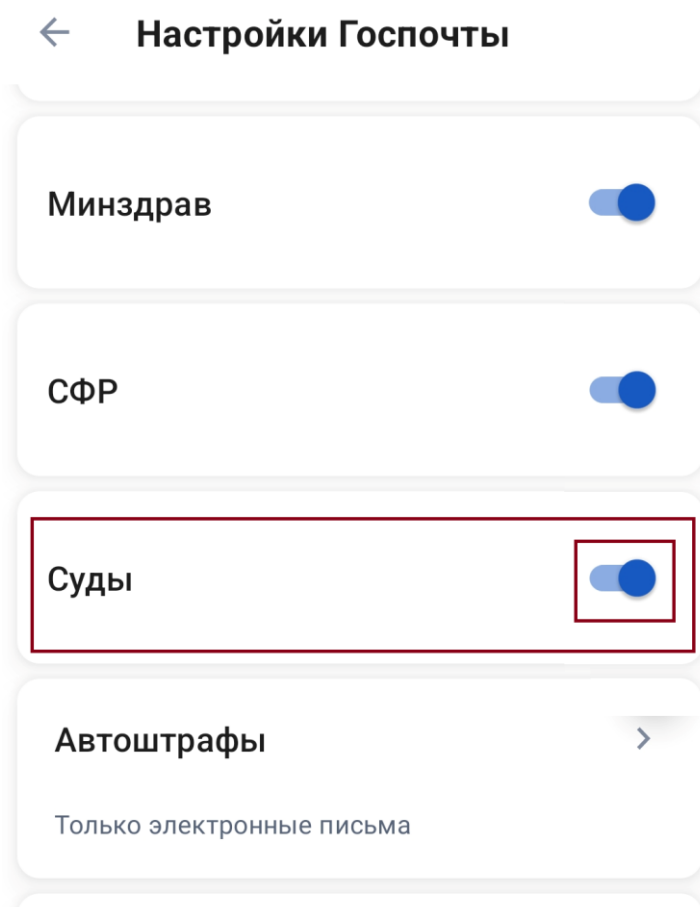 Настройки Госпочты
Минздрав
СФР
Суды
Автоштрафы
Только электронные письма